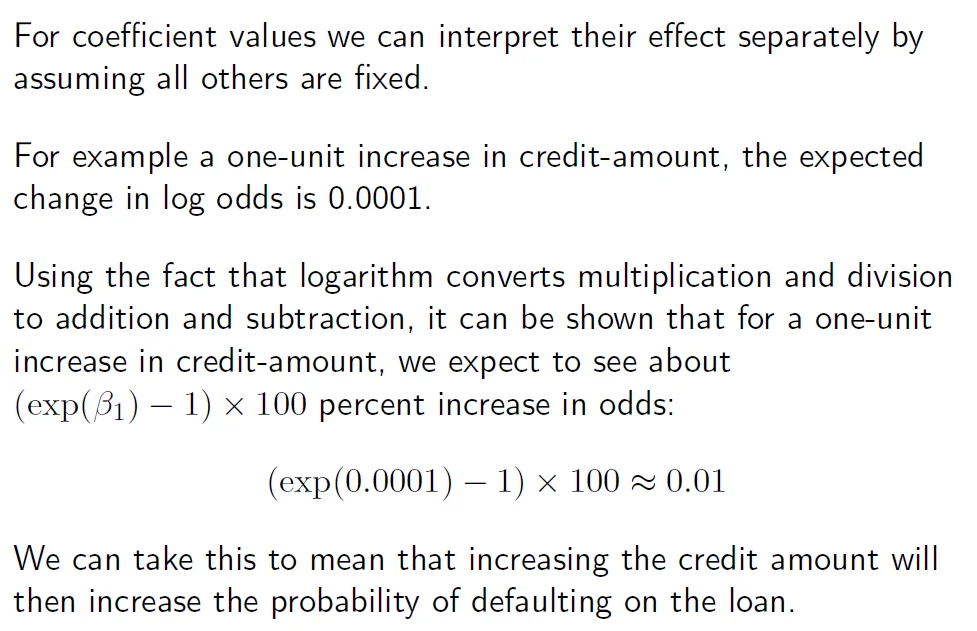 For coefficient values we can interpret their effect separately by
assuming all others are fixed.
For example a one-unit increase in credit-amount, the expected
change in log odds is 0.0001.
Using the fact that logarithm converts multiplication and division
to addition and subtraction, it can be shown that for a one-unit
increase in credit-amount, we expect to see about
(exp(β₁) − 1) × 100 percent increase in odds:
(exp(0.0001) − 1) × 100 ≈ 0.01
We can take this to mean that increasing the credit amount will
then increase the probability of defaulting on the loan.